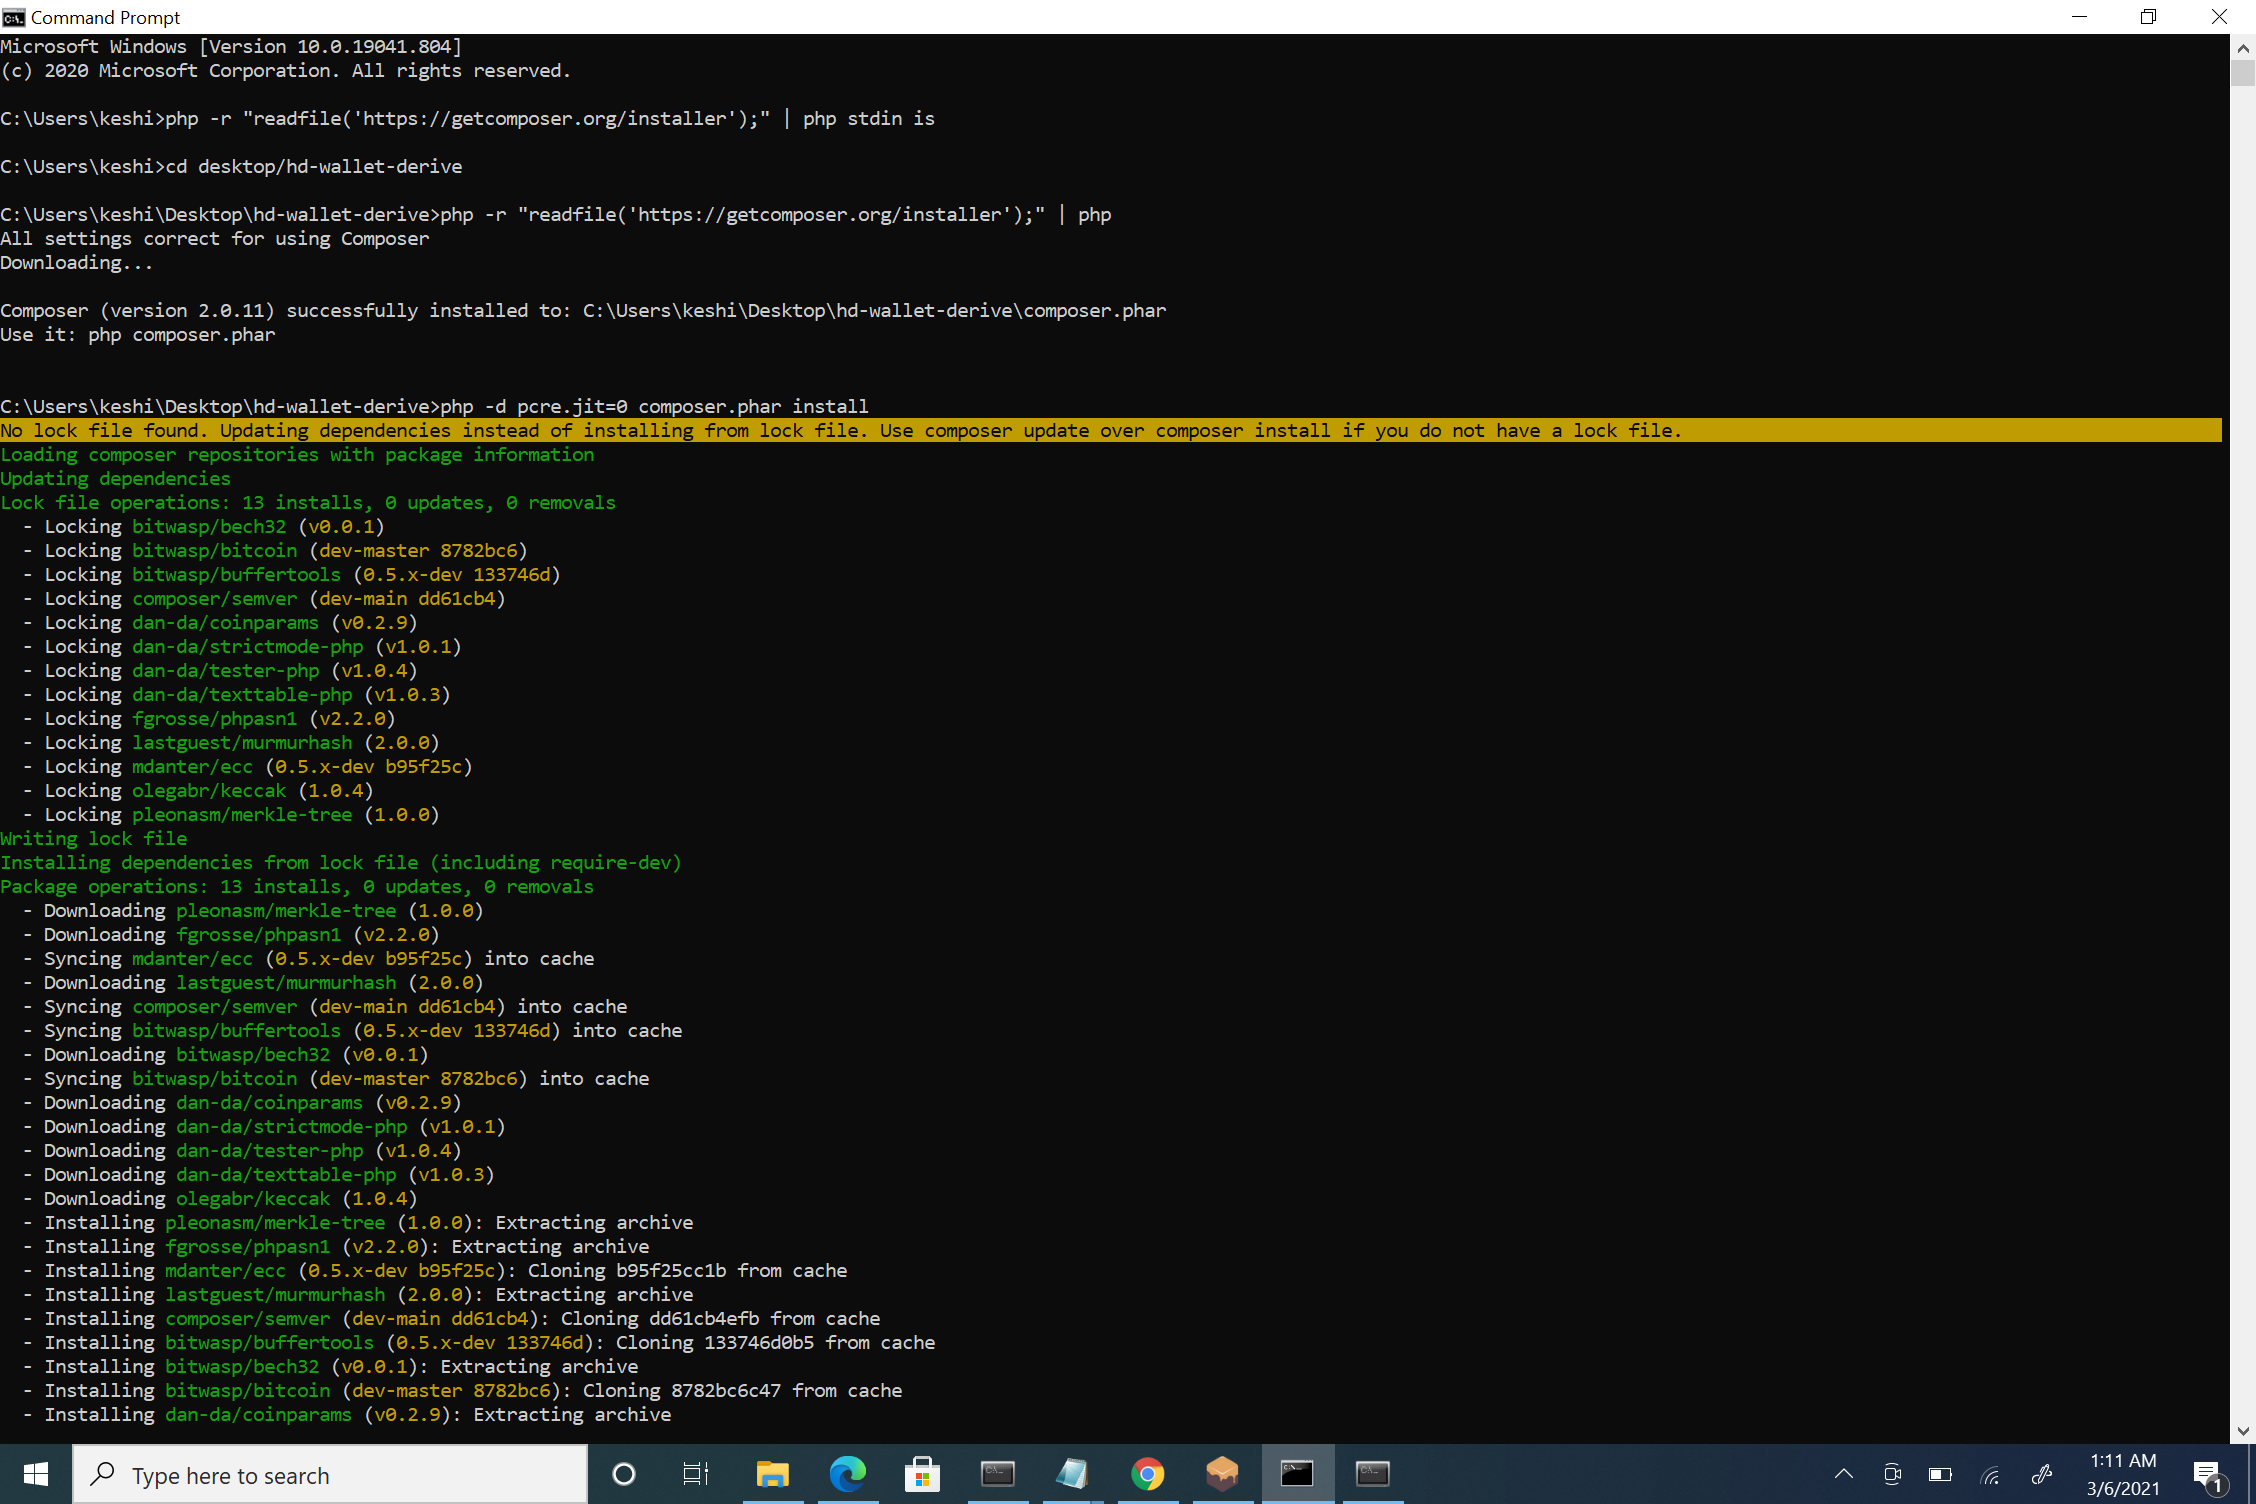 Command Prompt
Microsoft Windows [Version 10.0.19041.804]
(c) 2020 Microsoft Corporation. All rights reserved.
C:\Users\keshi>php -r "readfile('https://getcomposer.org/installer');" | php stdin is
C:\Users\keshi>cd desktop/hd-wallet-derive
C:\Users\keshi\Desktop\hd-wallet-derive>php -r "readfile('https://getcomposer.org/installer');" | php
All settings correct for using Composer
Downloading...
Composer (version 2.0.11) successfully installed to: C:\Users\keshi\Desktop\hd-wallet-derive\composer.phar
Use it: php composer.phar
C:\Users\keshi\Desktop\hd-wallet-derive>php -d pcre.jit=0 composer.phar install
No lock file found. Updating dependencies instead of installing from lock file. Use composer update over composer install if you do not have a lock file.
Loading composer repositories with package information
Updating dependencies
Lock file operations: 13 installs, 0 updates, 0 removals
- Locking bitwasp/bech32 (v0.0.1)
- Locking bitwasp/bitcoin (dev-master 8782bc6)
- Locking bitwasp/buffertools (0.5.x-dev 133746d)
- Locking composer/semver (dev-main dd61cb4)
- Locking dan-da/coinparams (v0.2.9)
- Locking dan-da/strictmode-php (v1.0.1)
- Locking dan-da/tester-php (v1.0.4)
- Locking dan-da/texttable-php (v1.0.3)
- Locking fgrosse/phpasn1 (v2.2.0)
- Locking lastguest/murmurhash (2.0.0)
- Locking mdanter/ecc (0.5.x-dev b95f25c)
- Locking olegabr/keccak (1.0.4)
- Locking pleonasm/merkle-tree (1.0.0)
Writing lock file
Installing dependencies from lock file (including require-dev)
Package operations: 13 installs, 0 updates, 0 removals
- Downloading pleonasm/merkle-tree (1.0.0)
- Downloading fgrosse/phpasn1 (v2.2.0)
- Syncing mdanter/ecc (0.5.x-dev b95f25c) into cache
- Downloading lastguest/murmurhash (2.0.0)
- Syncing composer/semver (dev-main dd61cb4) into cache
- Syncing bitwasp/buffertools (0.5.x-dev 133746d) into cache
- Downloading bitwasp/bech32 (v0.0.1)
- Syncing bitwasp/bitcoin (dev-master 8782bc6) into cache
- Downloading dan-da/coinparams (v0.2.9)
- Downloading dan-da/strictmode-php (v1.0.1)
- Downloading dan-da/tester-php (v1.0.4)
- Downloading dan-da/texttable-php (v1.0.3)
- Downloading olegabr/keccak (1.0.4)
- Installing pleonasm/merkle-tree (1.0.0): Extracting archive
- Installing fgrosse/phpasn1 (v2.2.0): Extracting archive
- Installing mdanter/ecc (0.5.x-dev b95f25c): Cloning b95f25cc1b from cache
- Installing lastguest/murmurhash (2.0.0): Extracting archive
- Installing composer/semver (dev-main dd61cb4): Cloning dd61cb4efb from cache
- Installing bitwasp/buffertools (0.5.x-dev 133746d): Cloning 133746d0b5 from cache
- Installing bitwasp/bech32 (v0.0.1): Extracting archive
- Installing bitwasp/bitcoin (dev-master 8782bc6): Cloning 8782bc6c47 from cache
- Installing dan-da/coinparams (v0.2.9): Extracting archive
Type here to search
1:11 AM
3/6/2021
1